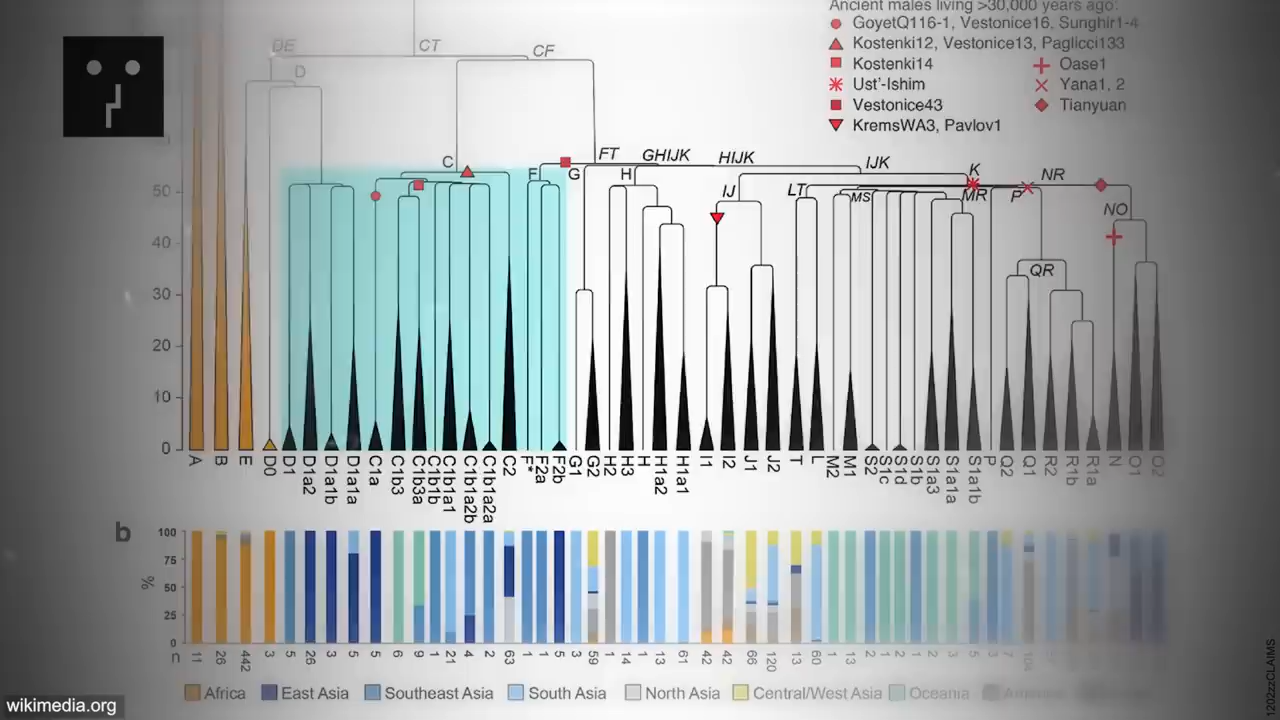 Ancient males living >30,000 years ago:
GoyetQ116-1, Vestonice16, Sunghir1-4
Kostenki12, Vestonice13, Paglicci133
Kostenki14
Oase1
Ust'-Ishim
Yana1, 2
Vestonice43
Tianyuan
KremsWA3, Pavlov1
DE
CT
CF
D
C
F
FT
G
GHIJK
H
HIJK
IJK
IJ
K
LT
MS
MR
P
NR
NO
QR
50
40
30
20
10
0
A B E D0 D1 D1a2 D1a1b D1a1a C1a C1b3 C1b3a C1b1b C1b1a1 C1b1a2b C1b1a2a C2 F* F2a F2b G1 G2 H2 H3 H H1a2 H1a1 I1 I2 J1 J2 T L M2 M1 S2 S1c S1d S1b S1a3 S1a1a S1a1b P Q2 Q1 R2 R1b R1a N O1 O2
b
100
75
50
25
0
%
n 11 26 442 3 5 26 3 5 5 6 9 1 21 4 2 63 1 1 5 3 59 1 14 1 13 61 42 42 66 120 13 60 1 13 2 1 1 2 3 1 5 3 7
Africa East Asia Southeast Asia South Asia North Asia Central/West Asia Oceania
wikimedia.org
1202zzCLAIMS